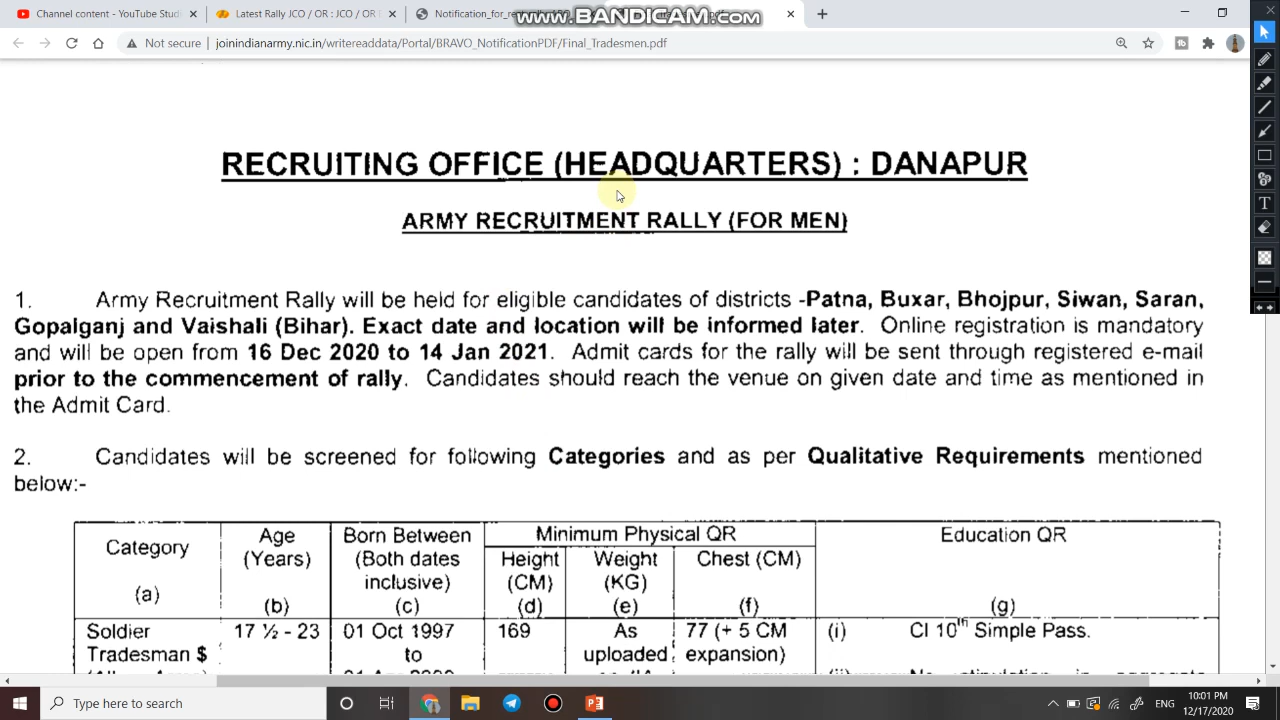 Channel content - YouTube Studi
Latest Rally JCO / OR : JCO / OR
www.BANDICAM.com
Not secure
joinindianarmy.nic.in/writereaddata/Portal/BRAVO_NotificationPDF/Final_Tradesmen.pdf
RECRUITING OFFICE (HEADQUARTERS) : DANAPUR
ARMY RECRUITMENT RALLY (FOR MEN)
1. Army Recruitment Rally will be held for eligible candidates of districts -Patna, Buxar, Bhojpur, Siwan, Saran,
Gopalganj and Vaishali (Bihar). Exact date and location will be informed later. Online registration is mandatory
and will be open from 16 Dec 2020 to 14 Jan 2021. Admit cards for the rally will be sent through registered e-mail
prior to the commencement of rally. Candidates should reach the venue on given date and time as mentioned in
the Admit Card.
2. Candidates will be screened for following Categories and as per Qualitative Requirements mentioned
below:-
Category
(a)
Age
(Years)
(b)
Born Between
(Both dates
inclusive)
(c)
Minimum Physical QR
Height
(CM)
(d)
Weight
(KG)
(e)
Chest (CM)
(f)
Education QR
(g)
Soldier
Tradesman $
17 ½ - 23
01 Oct 1997
to
169
As
uploaded
77 (+ 5 CM
expansion)
(i) Cl 10th Simple Pass.
Type here to search
ENG
10:01 PM
12/17/2020